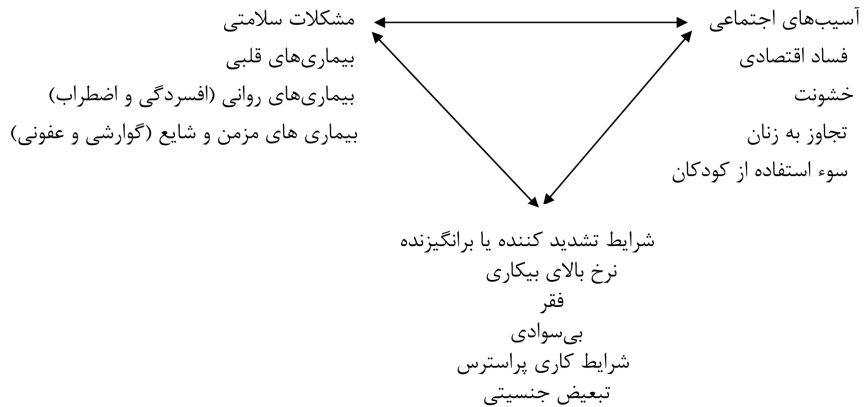 آسیب‌های اجتماعی
فساد اقتصادی
خشونت
تجاوز به زنان
سوء استفاده از کودکان
مشکلات سلامتی
بیماری‌های قلبی
بیماری‌های روانی (افسردگی و اضطراب)
بیماری های مزمن و شایع (گوارشی و عفونی)
شرایط تشدید کننده یا برانگیزنده
نرخ بالای بیکاری
فقر
بی‌سوادی
شرایط کاری پراسترس
تبعیض جنسیتی